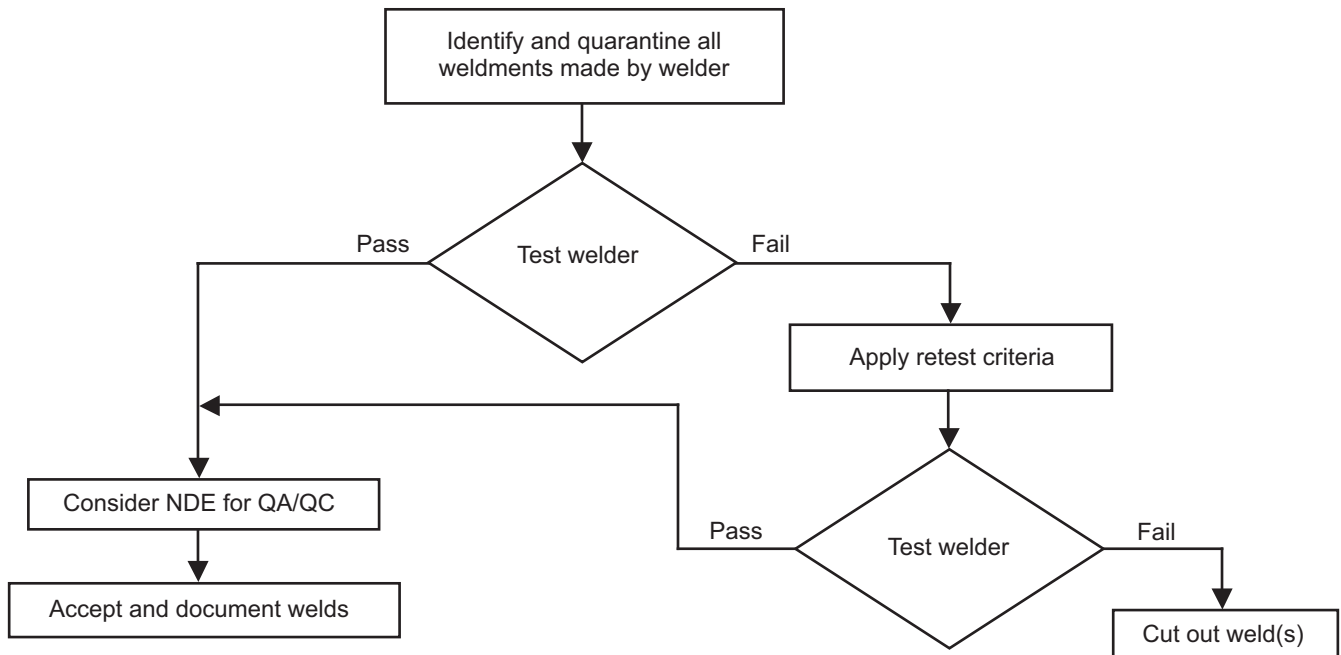 Identify and quarantine all
weldments made by welder
Pass
Test welder
Fail
Apply retest criteria
Consider NDE for QA/QC
Pass
Test welder
Fail
Accept and document welds
Cut out weld(s)